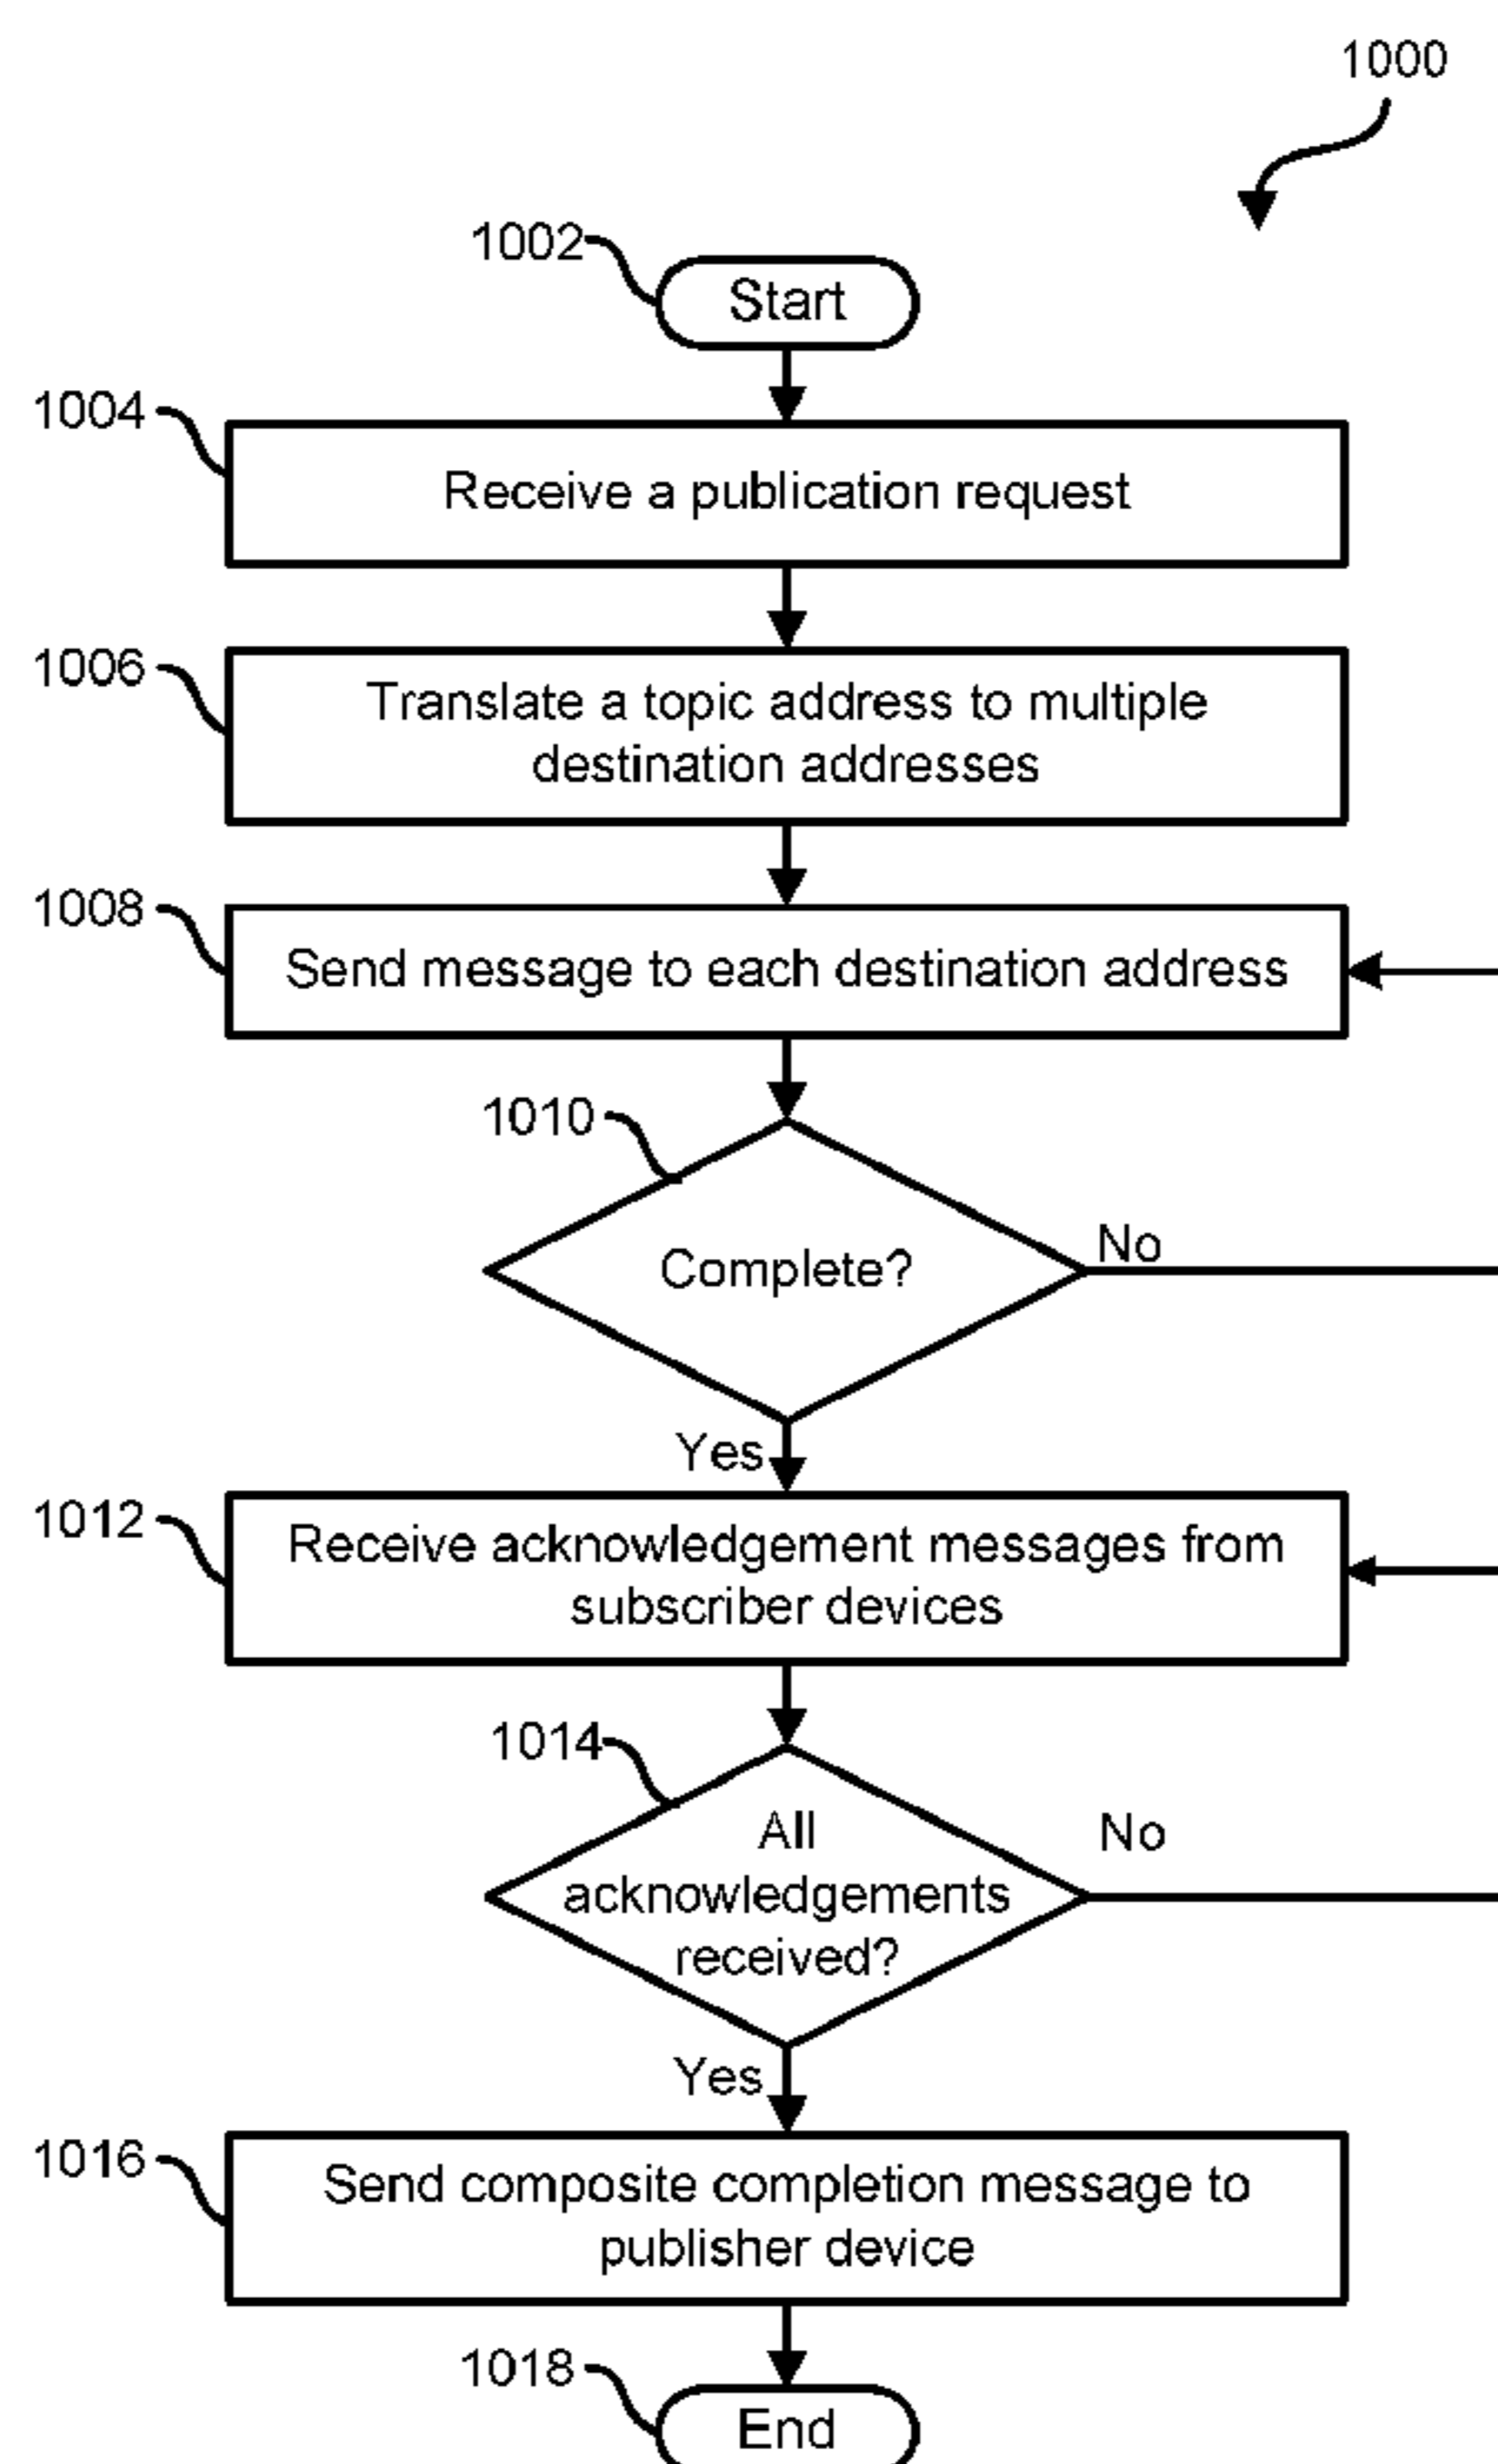 1000
1002
Start
1004
Receive a publication request
1006
Translate a topic address to multiple
destination addresses
1008
Send message to each destination address
1010
Complete?
No
Yes
1012
Receive acknowledgement messages from
subscriber devices
1014
All
acknowledgements
received?
No
Yes
1016
Send composite completion message to
publisher device
1018
End